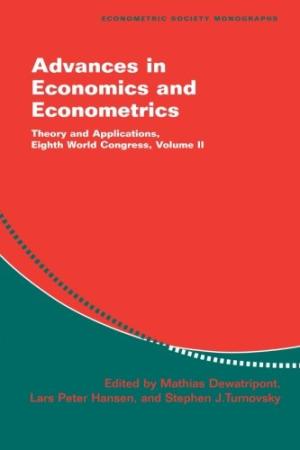 ECONOMETRIC SOCIETY MONOGRAPHS
Advances in
Economics and
Econometrics
Theory and Applications,
Eighth World Congress, Volume II
Edited by Mathias Dewatripont,
Lars Peter Hansen, and Stephen J.Turnovsky